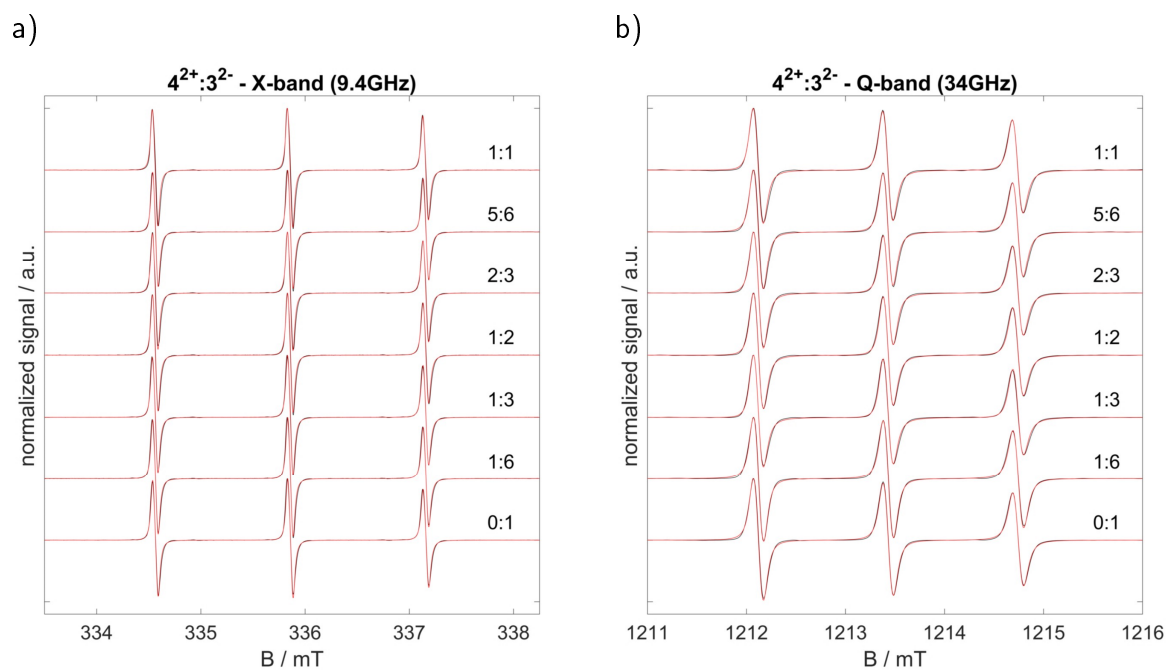 a)
4²⁺:3²⁻ - X-band (9.4GHz)
normalized signal / a.u.
1:1
5:6
2:3
1:2
1:3
1:6
0:1
334 335 336 337 338
B / mT
b)
4²⁺:3²⁻ - Q-band (34GHz)
normalized signal / a.u.
1:1
5:6
2:3
1:2
1:3
1:6
0:1
1211 1212 1213 1214 1215 1216
B / mT